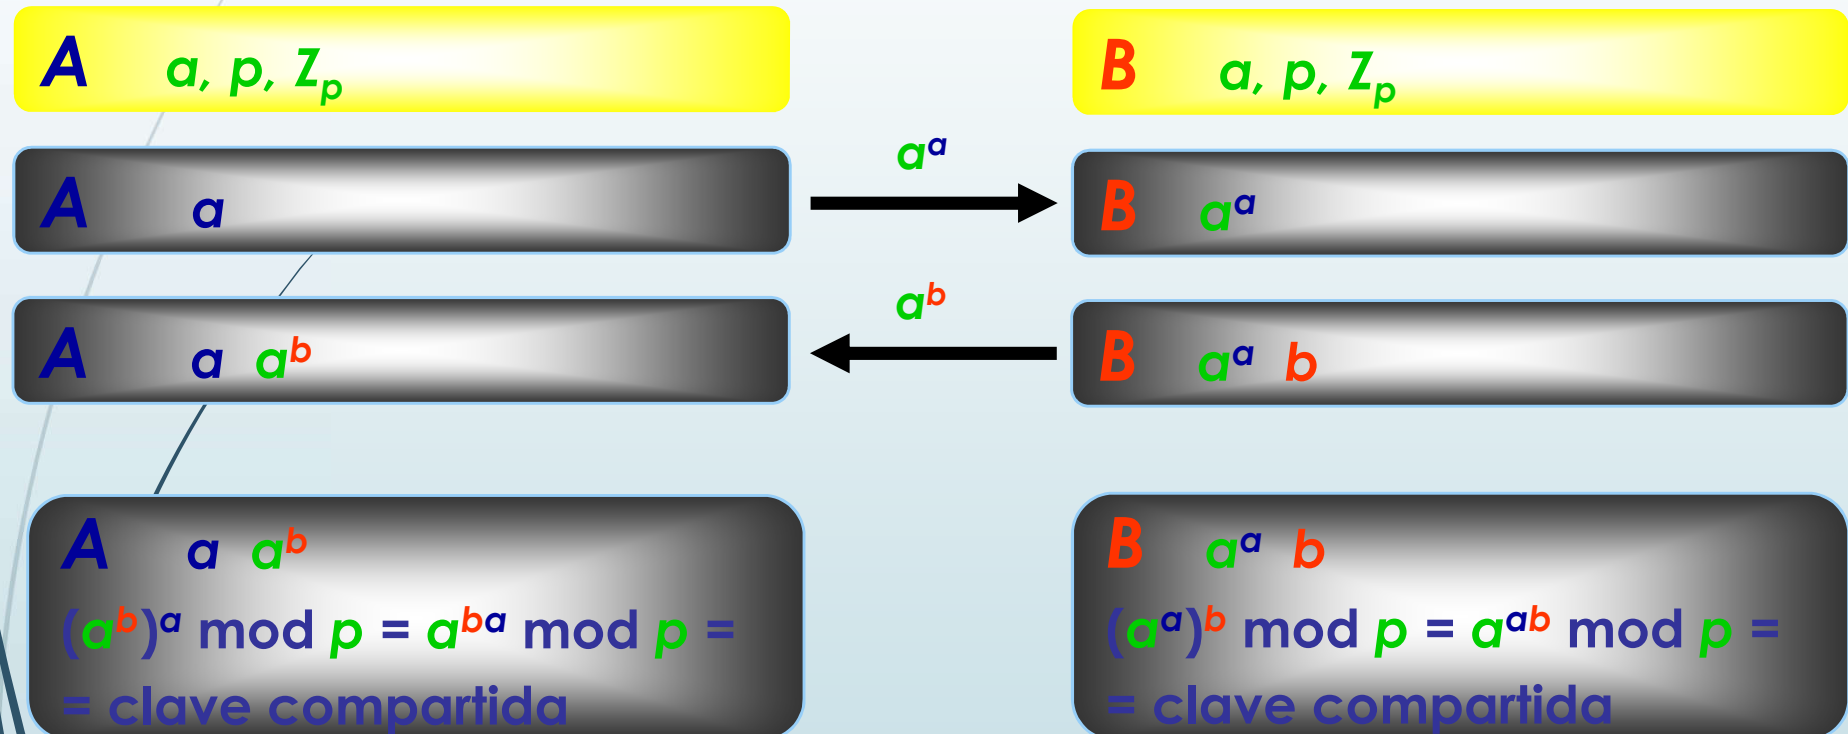 A a, p, Zₚ
B a, p, Zₚ
A a
aᵃ
B aᵃ
A a aᵇ
aᵇ
B aᵃ b
A a aᵇ
(aᵇ)ᵃ mod p = aᵇᵃ mod p =
= clave compartida
B aᵃ b
(aᵃ)ᵇ mod p = aᵃᵇ mod p =
= clave compartida